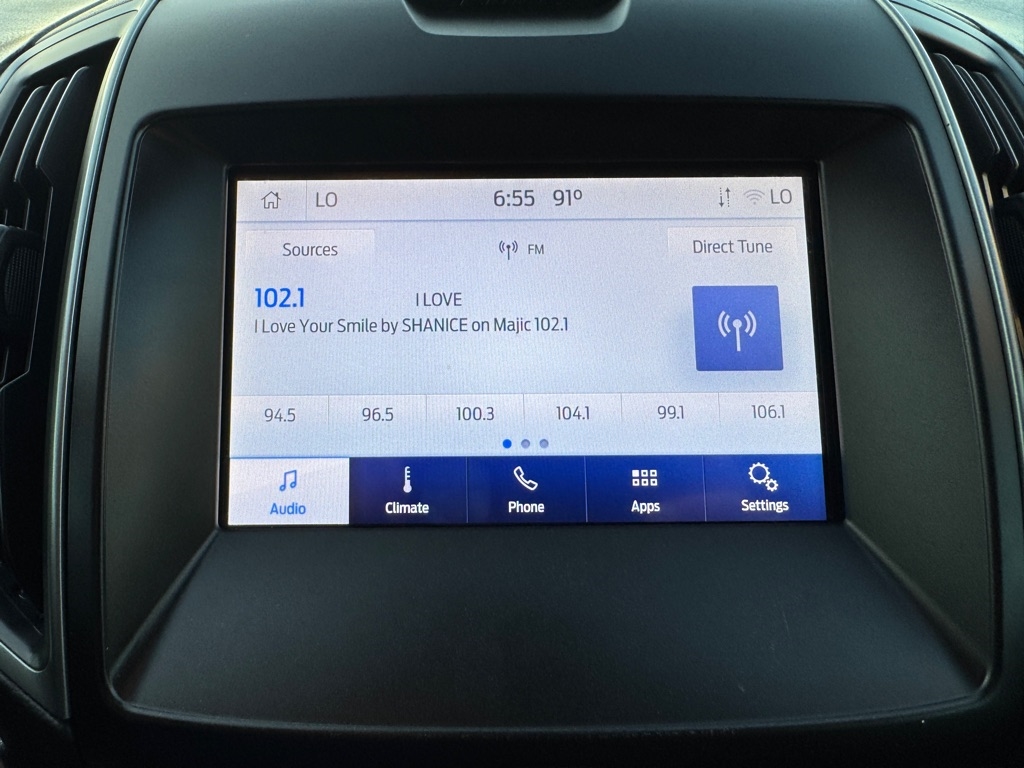 LO 6:55 91º LO
Sources FM Direct Tune
102.1 I LOVE
I Love Your Smile by SHANICE on Majic 102.1
94.5 96.5 100.3 104.1 99.1 106.1
Audio Climate Phone Apps Settings